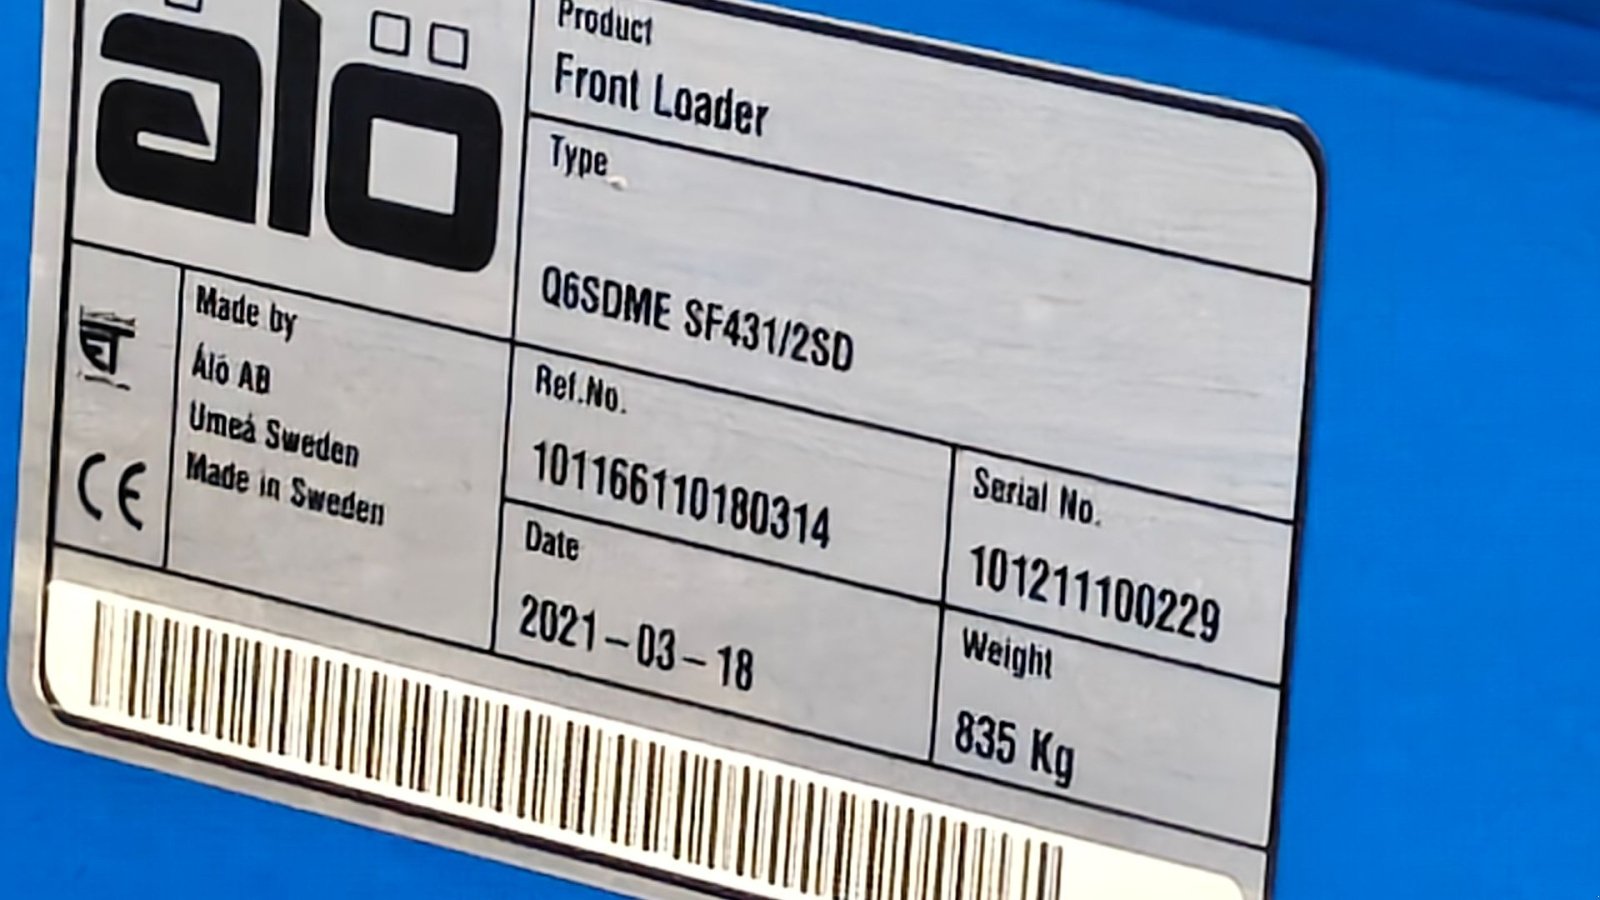 ålö
Product
Front Loader
Type
Q6SDME SF431/2SD
Made by
Ålö AB
Umeå Sweden
Made in Sweden
CE
Ref.No.
101166110180314
Serial No.
101211100229
Date
2021-03-18
Weight
835 Kg